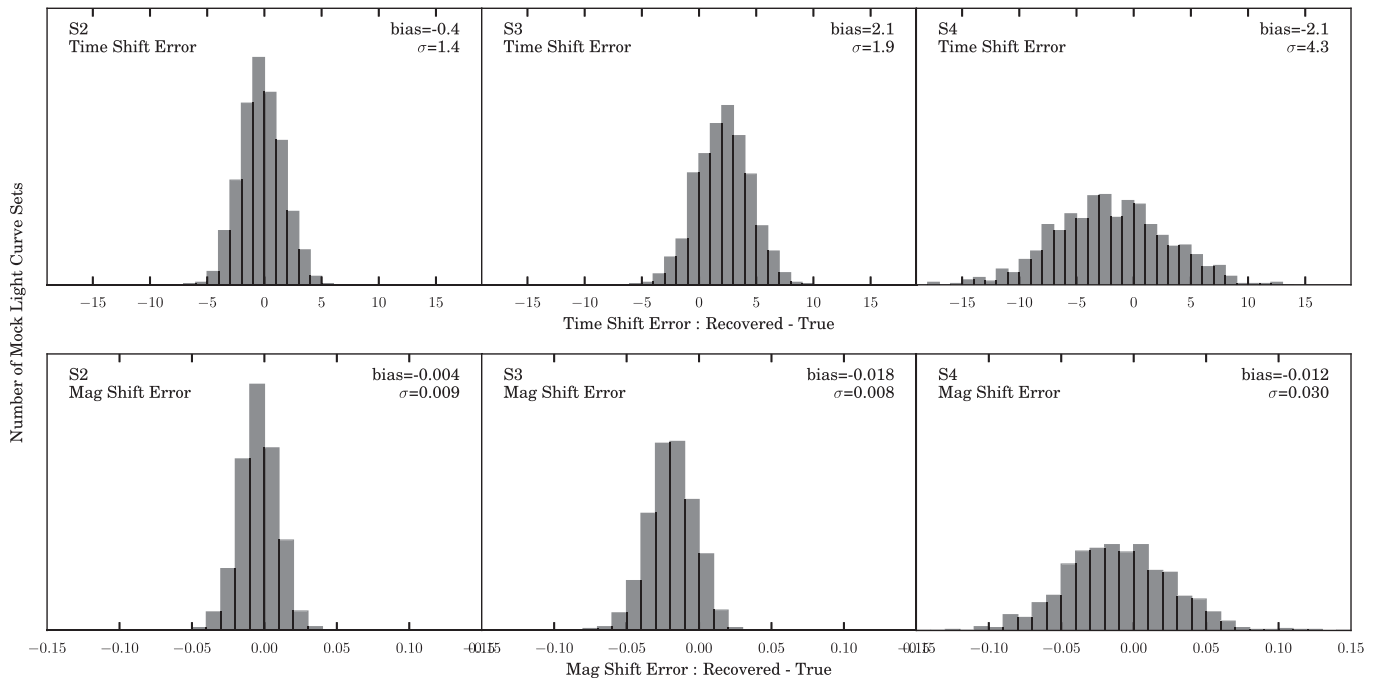 Number of Mock Light Curve Sets
S2 bias=-0.4
Time Shift Error σ=1.4
S3 bias=2.1
Time Shift Error σ=1.9
S4 bias=-2.1
Time Shift Error σ=4.3
−15 −10 −5 0 5 10 15 −15 −10 −5 0 5 10 15 −15 −10 −5 0 5 10 15
Time Shift Error : Recovered - True
S2 bias=-0.004
Mag Shift Error σ=0.009
S3 bias=-0.018
Mag Shift Error σ=0.008
S4 bias=-0.012
Mag Shift Error σ=0.030
−0.15 −0.10 −0.05 0.00 0.05 0.10 −0.10 −0.05 0.00 0.05 0.10 −0.10 −0.05 0.00 0.05 0.10 0.15
Mag Shift Error : Recovered - True